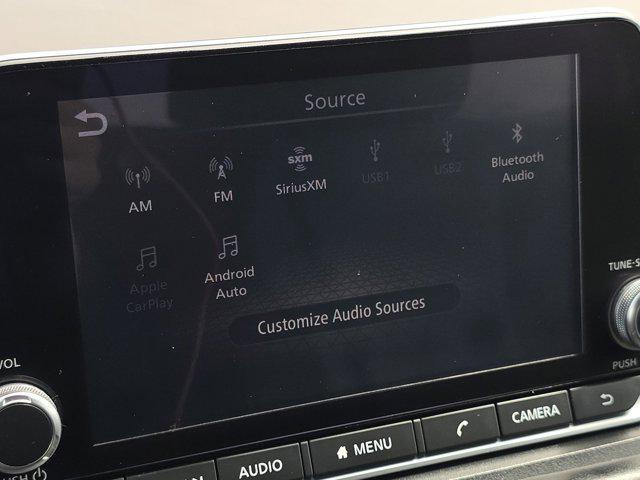 Source
AM
FM
sxm
SiriusXM
USB1
USB2
Bluetooth
Audio
Apple
CarPlay
Android
Auto
Customize Audio Sources
TUNE-S
PUSH
VOL
AUDIO
MENU
CAMERA